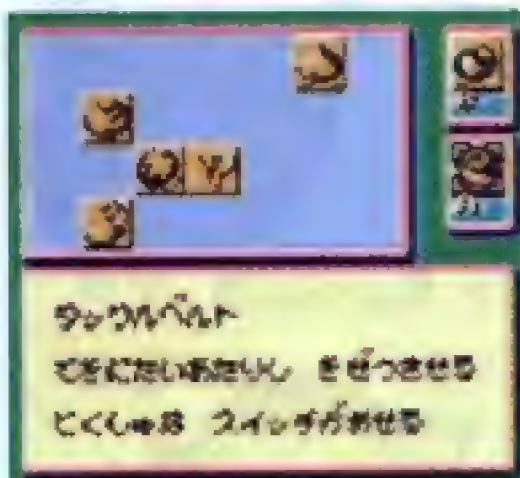 タックルベルト
てきにたいあたりし きぜつさせる
とくしゅな スイッチがおせる